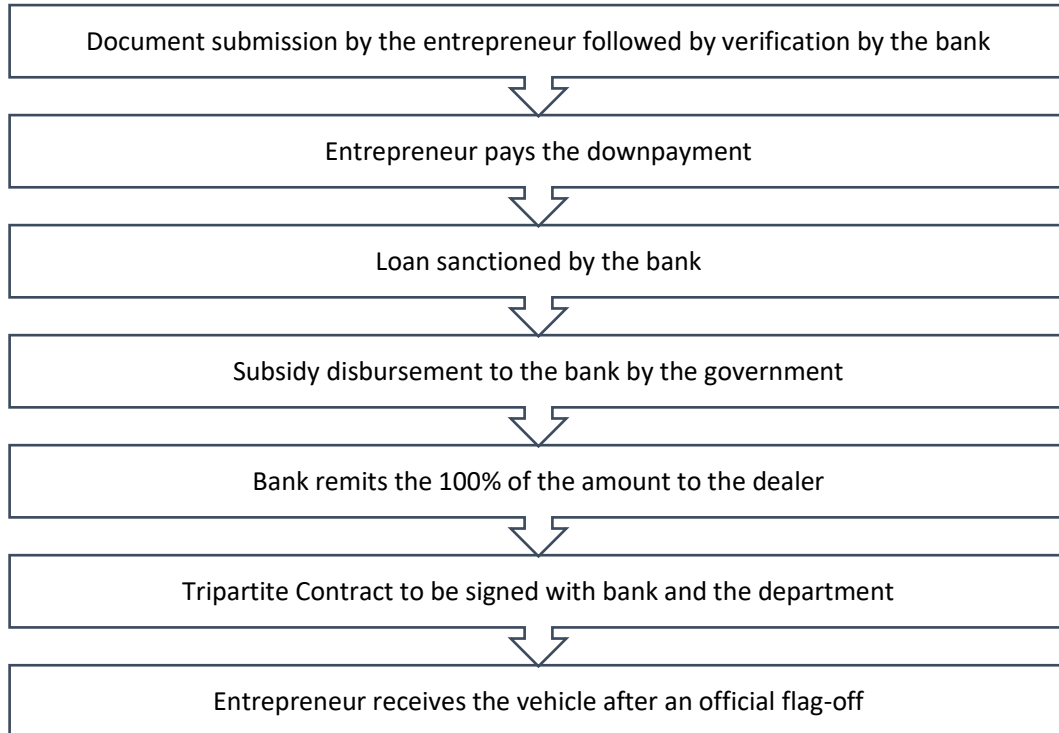 Document submission by the entrepreneur followed by verification by the bank
Entrepreneur pays the downpayment
Loan sanctioned by the bank
Subsidy disbursement to the bank by the government
Bank remits the 100% of the amount to the dealer
Tripartite Contract to be signed with bank and the department
Entrepreneur receives the vehicle after an official flag-off